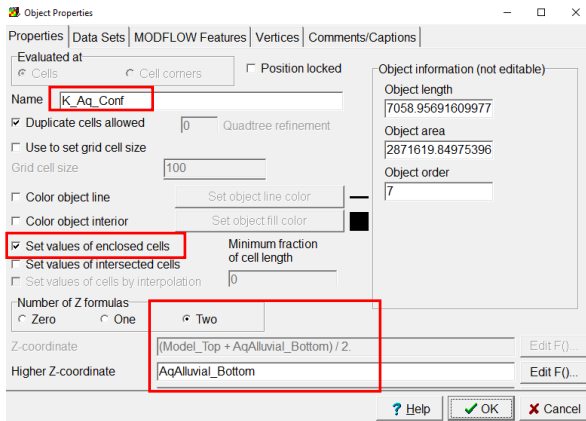 Object Properties
Properties Data Sets MODFLOW Features Vertices Comments/Captions
Evaluated at
Cells Cell corners
Position locked
Name K_Aq_Conf
Duplicate cells allowed 0 Quadtree refinement
Use to set grid cell size
Grid cell size 100
Color object line Set object line color
Color object interior Set object fill color
Set values of enclosed cells
Set values of intersected cells
Set values of cells by interpolation
Minimum fraction
of cell length
0
Number of Z formulas
Zero One Two
Z-coordinate (Model_Top + AqAlluvial_Bottom) / 2. Edit F()...
Higher Z-coordinate AqAlluvial_Bottom Edit F()...
Object information (not editable)
Object length
7058.95691609977
Object area
2871619.84975396
Object order
7
? Help OK Cancel